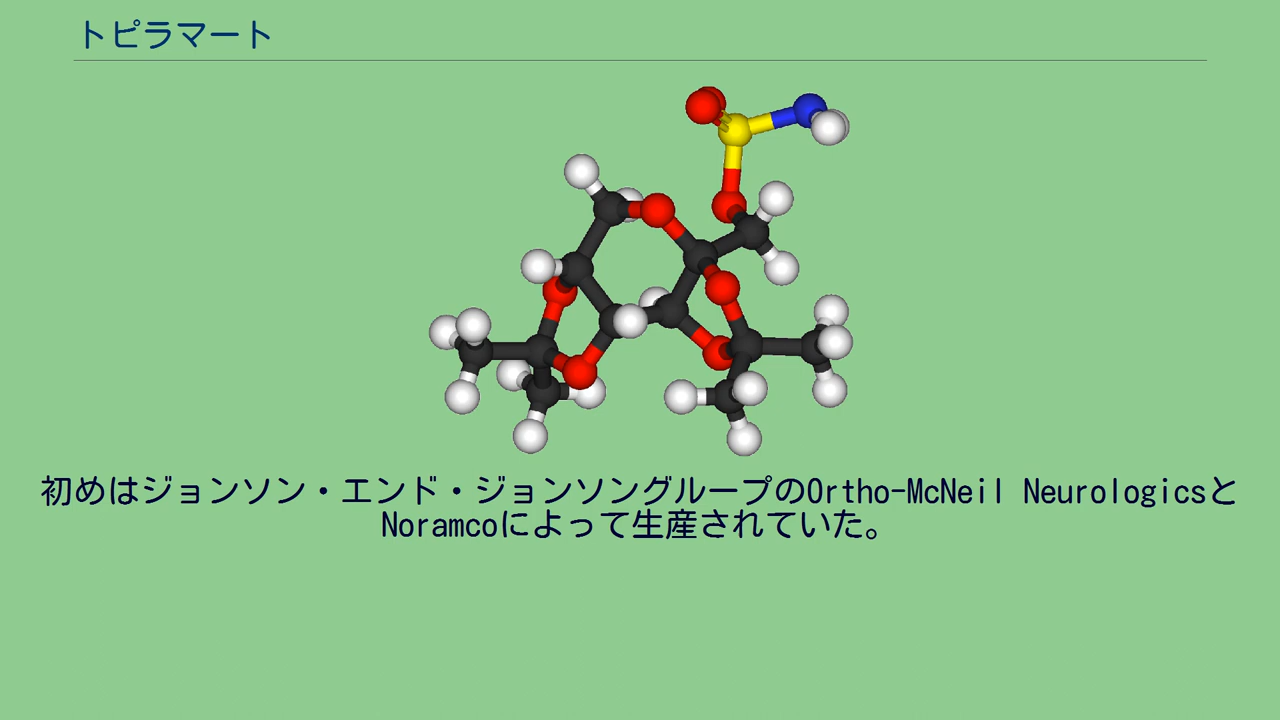 トピラマート
初めはジョンソン・エンド・ジョンソングループのOrtho-McNeil Neurologicsと
Noramcoによって生産されていた。